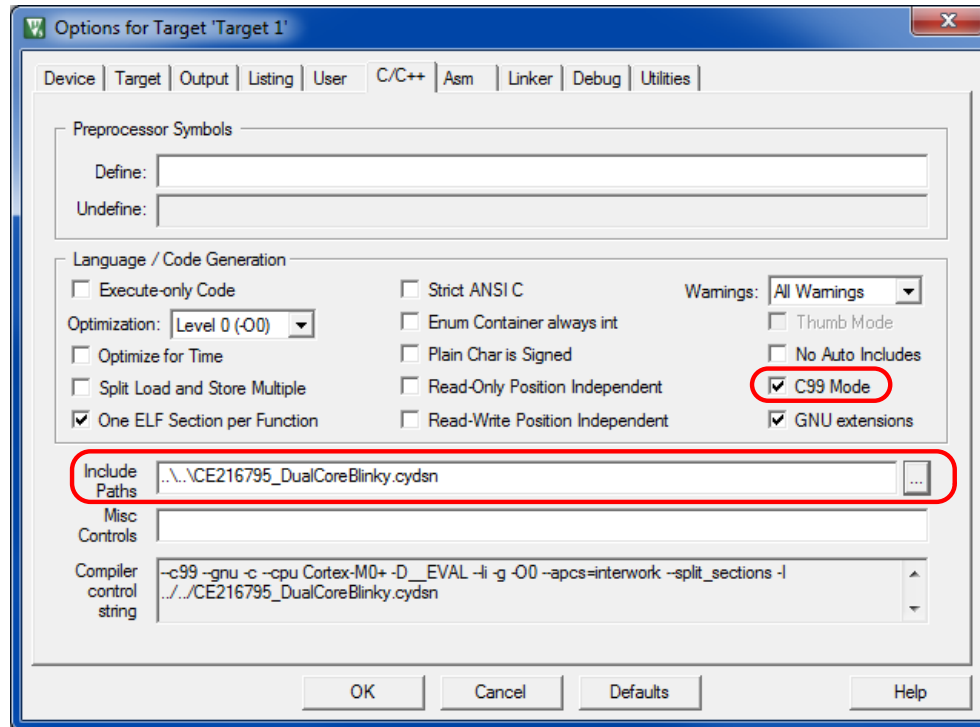 Options for Target 'Target 1'
Device Target Output Listing User C/C++ Asm Linker Debug Utilities
Preprocessor Symbols
Define:
Undefine:
Language / Code Generation
Execute-only Code Strict ANSI C Warnings: All Warnings
Optimization: Level 0 (-O0) Enum Container always int Thumb Mode
Optimize for Time Plain Char is Signed No Auto Includes
Split Load and Store Multiple Read-Only Position Independent C99 Mode
One ELF Section per Function Read-Write Position Independent GNU extensions
Include ..\..\CE216795_DualCoreBlinky.cydsn ...
Paths
Misc
Controls
Compiler --c99 --gnu -c --cpu Cortex-M0+ -D__EVAL --li -g -O0 --apcs=interwork --split_sections -I
control ../../CE216795_DualCoreBlinky.cydsn
string
OK Cancel Defaults Help